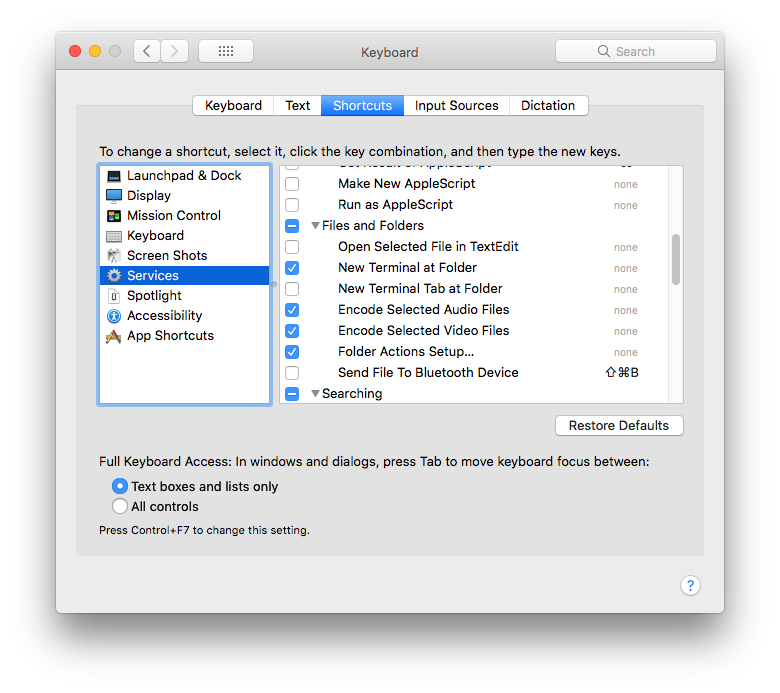 Keyboard
Search
Keyboard Text Shortcuts Input Sources Dictation
To change a shortcut, select it, click the key combination, and then type the new keys.
Launchpad & Dock
Display
Mission Control
Keyboard
Screen Shots
Services
Spotlight
Accessibility
App Shortcuts
Make New AppleScript none
Run as AppleScript none
Files and Folders
Open Selected File in TextEdit none
New Terminal at Folder none
New Terminal Tab at Folder none
Encode Selected Audio Files none
Encode Selected Video Files none
Folder Actions Setup... none
Send File To Bluetooth Device ⇧⌘B
Searching
Restore Defaults
Full Keyboard Access: In windows and dialogs, press Tab to move keyboard focus between:
Text boxes and lists only
All controls
Press Control+F7 to change this setting.
?